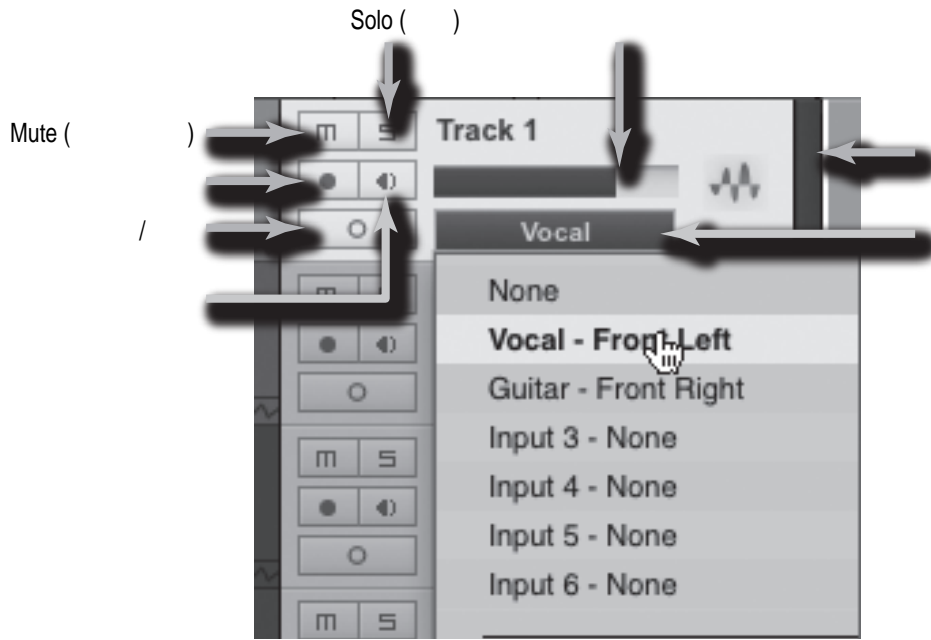 Solo ( )
Mute ( )
m S Track 1
/
Vocal
None
Vocal - Front Left
Guitar - Front Right
Input 3 - None
m S
Input 4 - None
Input 5 - None
Input 6 - None
m S